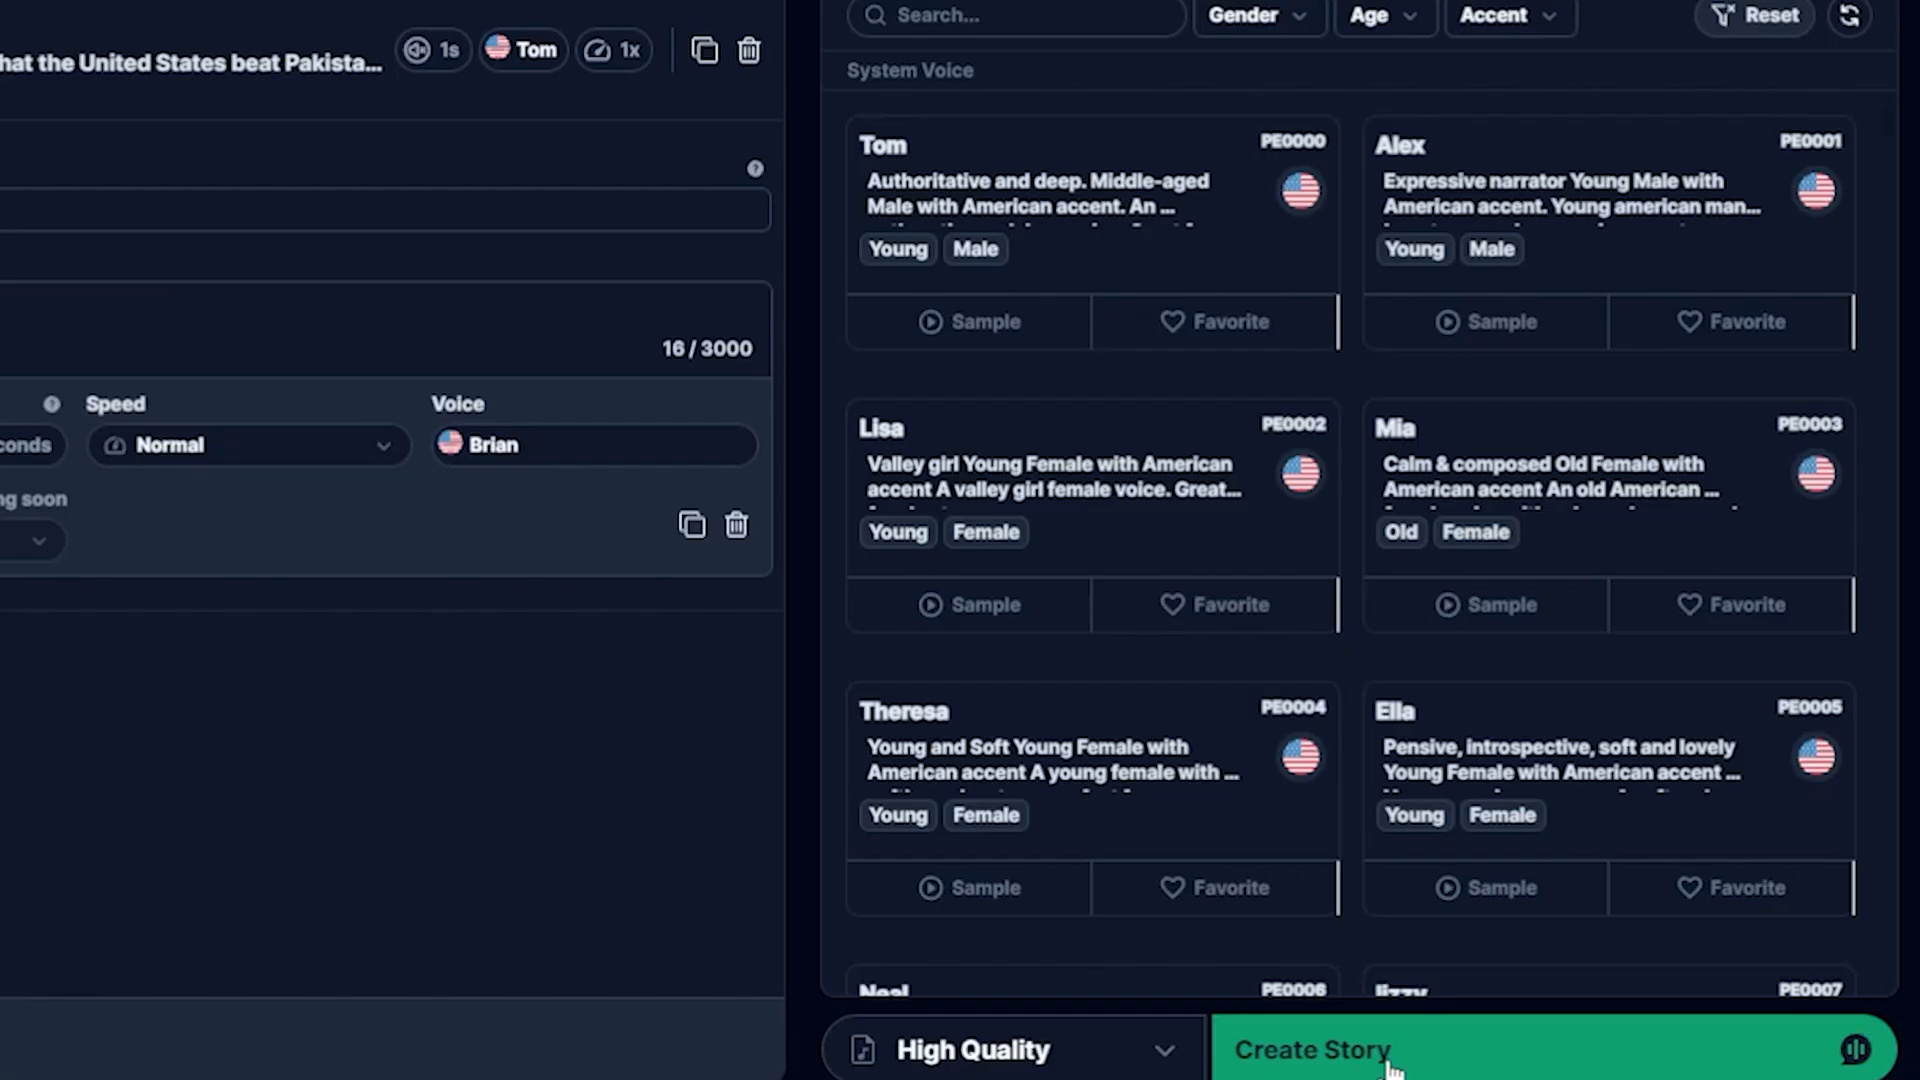 hat the United States beat Pakista...
1s
Tom
1x
16 / 3000
Speed
Voice
conds
Normal
Brian
ng soon
Search...
Gender
Age
Accent
Reset
System Voice
Tom
PE0000
Authoritative and deep. Middle-aged
Male with American accent. An ...
Young
Male
Sample
Favorite
Alex
PE0001
Expressive narrator Young Male with
American accent. Young american man...
Young
Male
Sample
Favorite
Lisa
PE0002
Valley girl Young Female with American
accent A valley girl female voice. Great...
Young
Female
Sample
Favorite
Mia
PE0003
Calm & composed Old Female with
American accent An old American ...
Old
Female
Sample
Favorite
Theresa
PE0004
Young and Soft Young Female with
American accent A young female with ...
Young
Female
Sample
Favorite
Ella
PE0005
Pensive, introspective, soft and lovely
Young Female with American accent ...
Young
Female
Sample
Favorite
Neal
PE0006
lizzy
PE0007
High Quality
Create Story